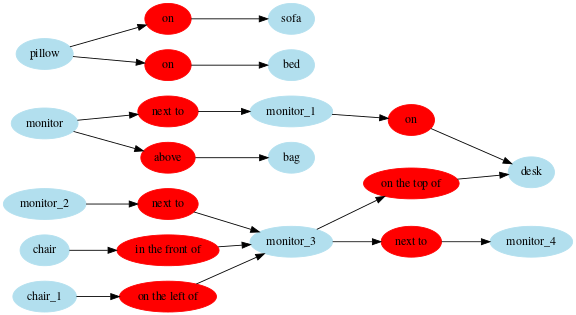 on
sofa
pillow
on
bed
monitor
next to
monitor_1
on
above
bag
desk
on the top of
monitor_2
next to
chair
in the front of
monitor_3
next to
monitor_4
chair_1
on the left of